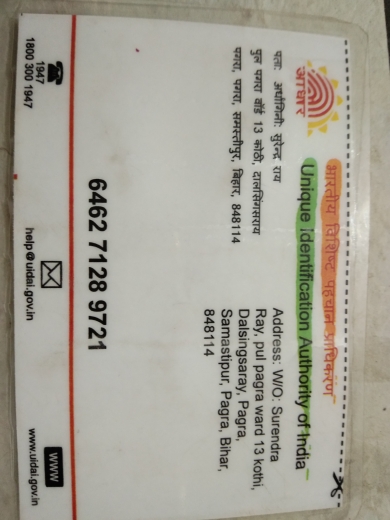 भारतीय विशिष्ट पहचान प्राधिकरण
Unique Identification Authority of India
आधार
पताः अर्धांगिनी: सुरेन्द्र राय
पुल पगरा वॉर्ड 13 कोठी, दालसिंगसराय
पगरा, पगरा, समस्तीपुर, बिहार, 848114
Address: W/O: Surendra
Ray, pul pagra ward 13 kothi,
Dalsingsaray, Pagra,
Samastipur, Pagra, Bihar,
848114
6462 7128 9721
1947
1800 300 1947
help@uidai.gov.in
www
www.uidai.gov.in